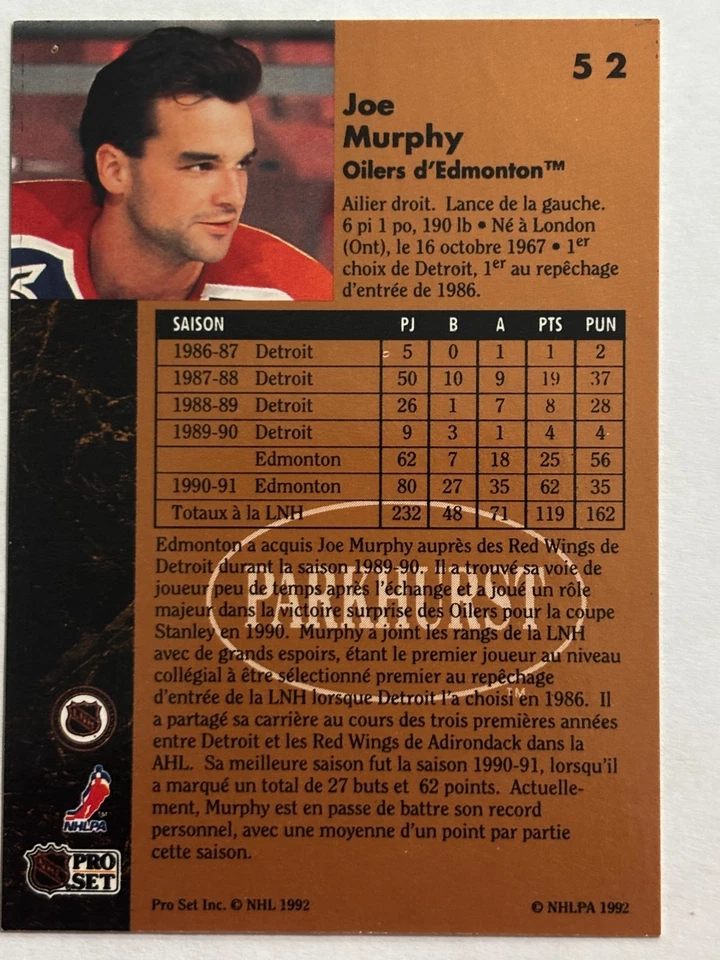 52
Joe
Murphy
Oilers d'Edmonton™
Ailier droit. Lance de la gauche.
6 pi 1 po, 190 lb • Né à London
(Ont), le 16 octobre 1967 • 1er
choix de Detroit, 1er au repêchage
d'entrée de 1986.
SAISON PJ B A PTS PUN
1986-87 Detroit 5 0 1 1 2
1987-88 Detroit 50 10 9 19 37
1988-89 Detroit 26 1 7 8 28
1989-90 Detroit 9 3 1 4 4
Edmonton 62 7 18 25 56
1990-91 Edmonton 80 27 35 62 35
Totaux à la LNH 232 48 71 119 162
PARKHURST™
Edmonton a acquis Joe Murphy auprès des Red Wings de
Detroit durant la saison 1989-90. Il a trouvé sa voie de
joueur peu de temps après l'échange et a joué un rôle
majeur dans la victoire surprise des Oilers pour la coupe
Stanley en 1990. Murphy a joint les rangs de la LNH
avec de grands espoirs, étant le premier joueur au niveau
collégial à être sélectionné premier au repêchage
d'entrée de la LNH lorsque Detroit l'a choisi en 1986. Il
a partagé sa carrière au cours des trois premières années
entre Detroit et les Red Wings de Adirondack dans la
AHL. Sa meilleure saison fut la saison 1990-91, lorsqu'il
a marqué un total de 27 buts et 62 points. Actuelle-
ment, Murphy est en passe de battre son record
personnel, avec une moyenne d'un point par partie
cette saison.
NHL
NHLPA
NHL PRO
SET
Pro Set Inc. © NHL 1992 © NHLPA 1992